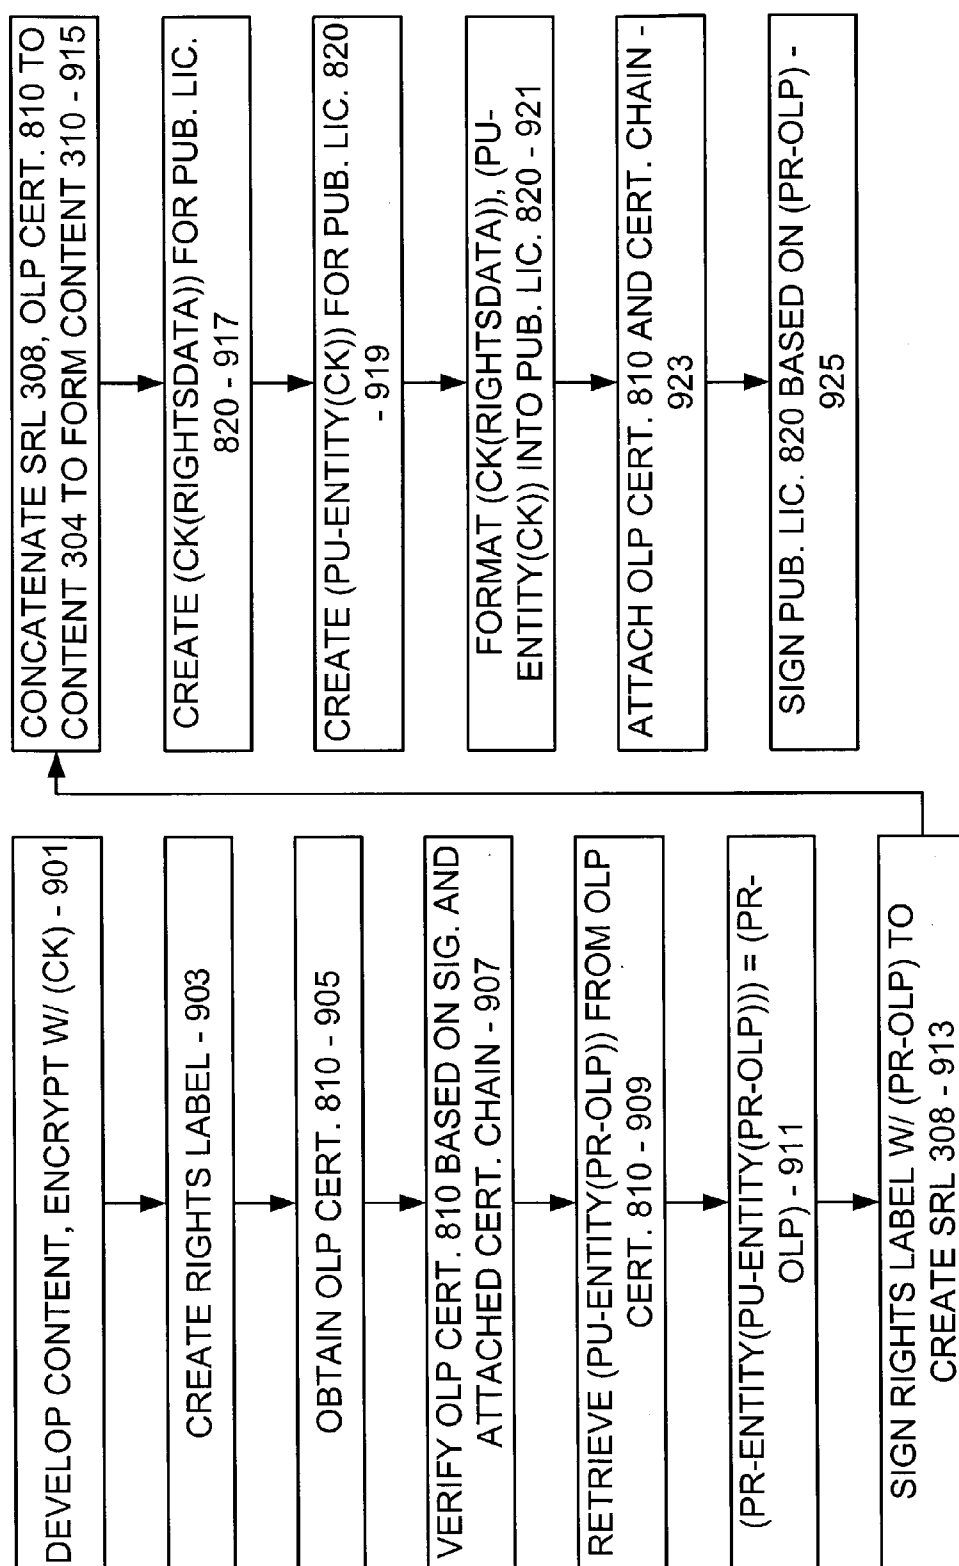 DEVELOP CONTENT, ENCRYPT W/ (CK) - 901
CREATE RIGHTS LABEL - 903
OBTAIN OLP CERT. 810 - 905
VERIFY OLP CERT. 810 BASED ON SIG. AND
ATTACHED CERT. CHAIN - 907
RETRIEVE (PU-ENTITY(PR-OLP)) FROM OLP
CERT. 810 - 909
(PR-ENTITY(PU-ENTITY(PR-OLP))) = (PR-
OLP) - 911
SIGN RIGHTS LABEL W/ (PR-OLP) TO
CREATE SRL 308 - 913
CONCATENATE SRL 308, OLP CERT. 810 TO
CONTENT 304 TO FORM CONTENT 310 - 915
CREATE (CK(RIGHTSDATA)) FOR PUB. LIC.
820 - 917
CREATE (PU-ENTITY(CK)) FOR PUB. LIC. 820
- 919
FORMAT (CK(RIGHTSDATA)), (PU-
ENTITY(CK)) INTO PUB. LIC. 820 - 921
ATTACH OLP CERT. 810 AND CERT. CHAIN -
923
SIGN PUB. LIC. 820 BASED ON (PR-OLP) -
925